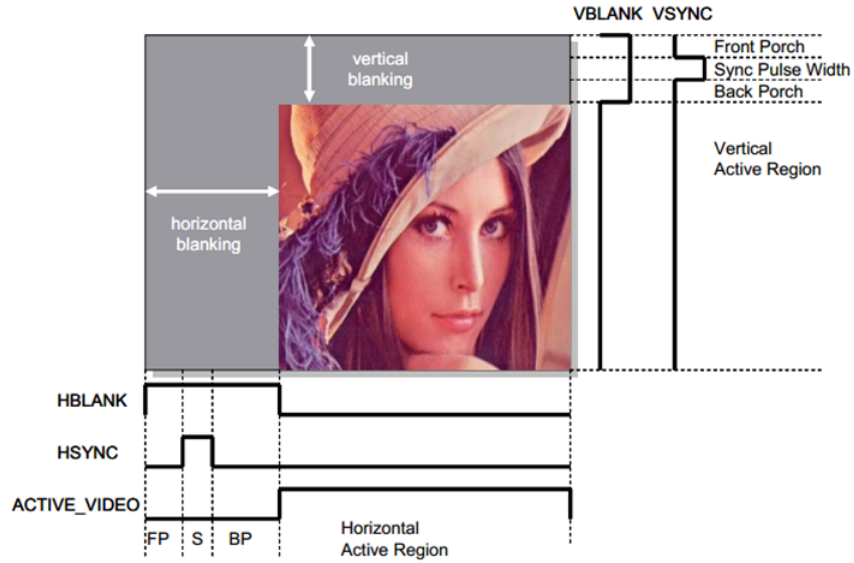 VBLANK VSYNC
Front Porch
Sync Pulse Width
Back Porch
vertical
blanking
Vertical
Active Region
horizontal
blanking
HBLANK
HSYNC
ACTIVE_VIDEO
FP S BP
Horizontal
Active Region